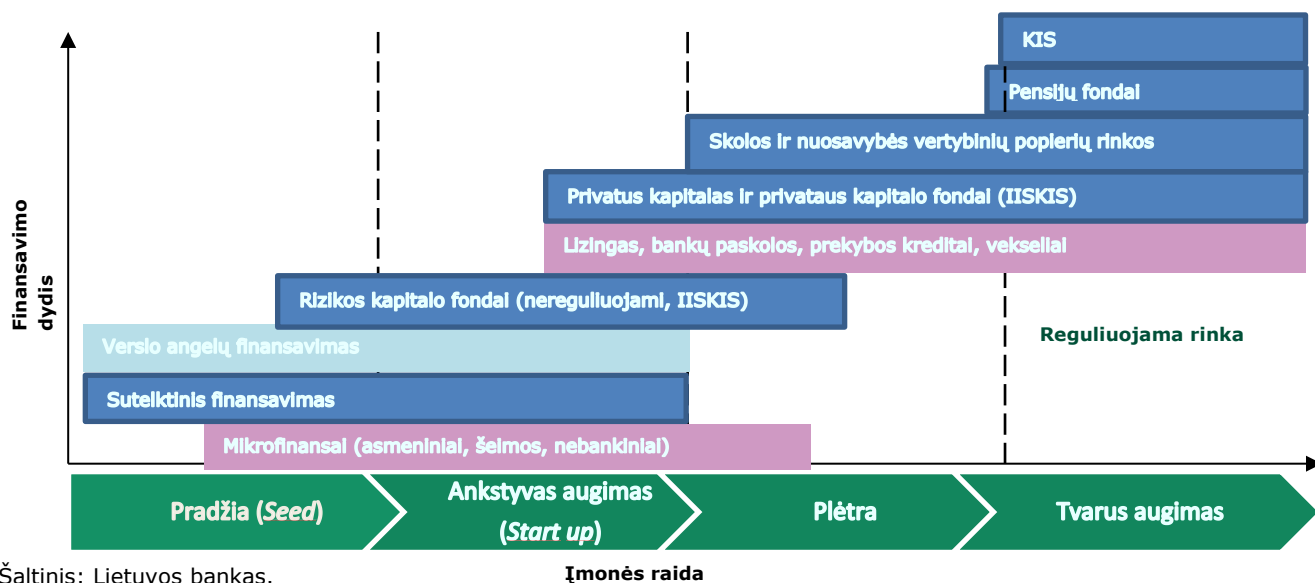 KIS
Pensijų fondai
Skolos ir nuosavybės vertybinių popierių rinkos
Privatus kapitalas ir privataus kapitalo fondai (IISKIS)
Lizingas, bankų paskolos, prekybos kreditai, vekseliai
Rizikos kapitalo fondai (nereguliuojami, IISKIS)
Reguliuojama rinka
Verslo angelų finansavimas
Suteiktinis finansavimas
Mikrofinansai (asmeniniai, šeimos, nebankiniai)
Finansavimo
dydis
Pradžia (Seed)
Ankstyvas augimas
(Start up)
Plėtra
Tvarus augimas
Šaltinis: Lietuvos bankas.
Įmonės raida